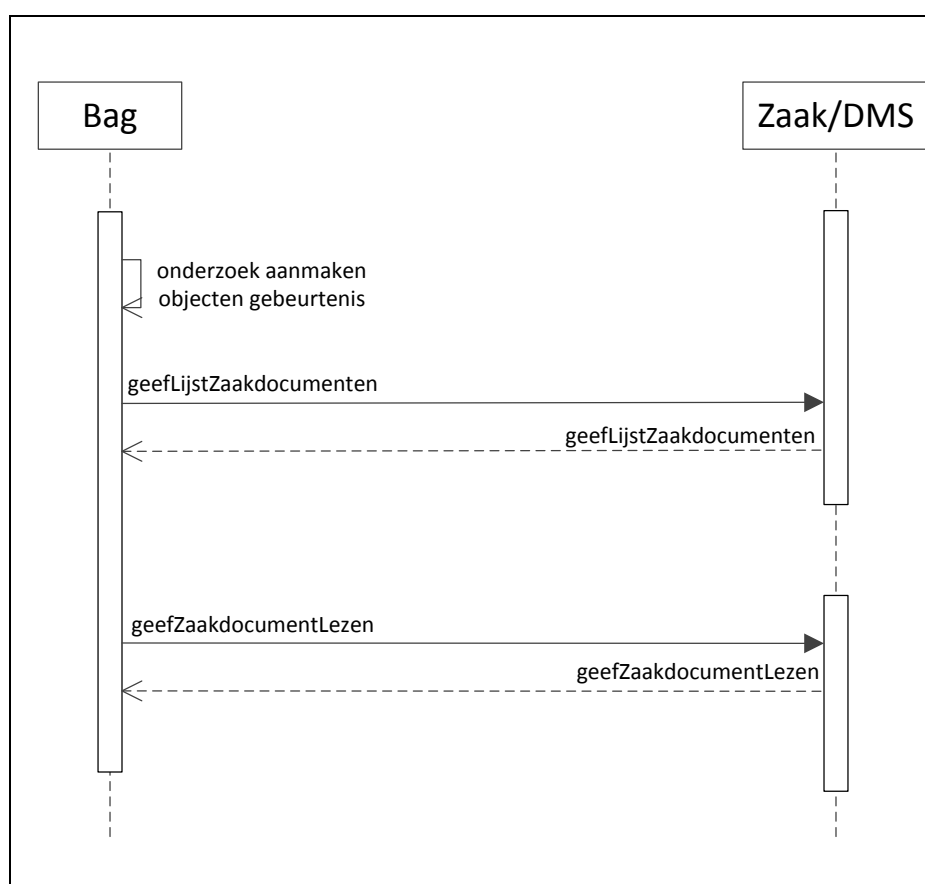 Bag
Zaak/DMS
onderzoek aanmaken
objecten gebeurtenis
geefLijstZaakdocumenten
geefLijstZaakdocumenten
geefZaakdocumentLezen
geefZaakdocumentLezen